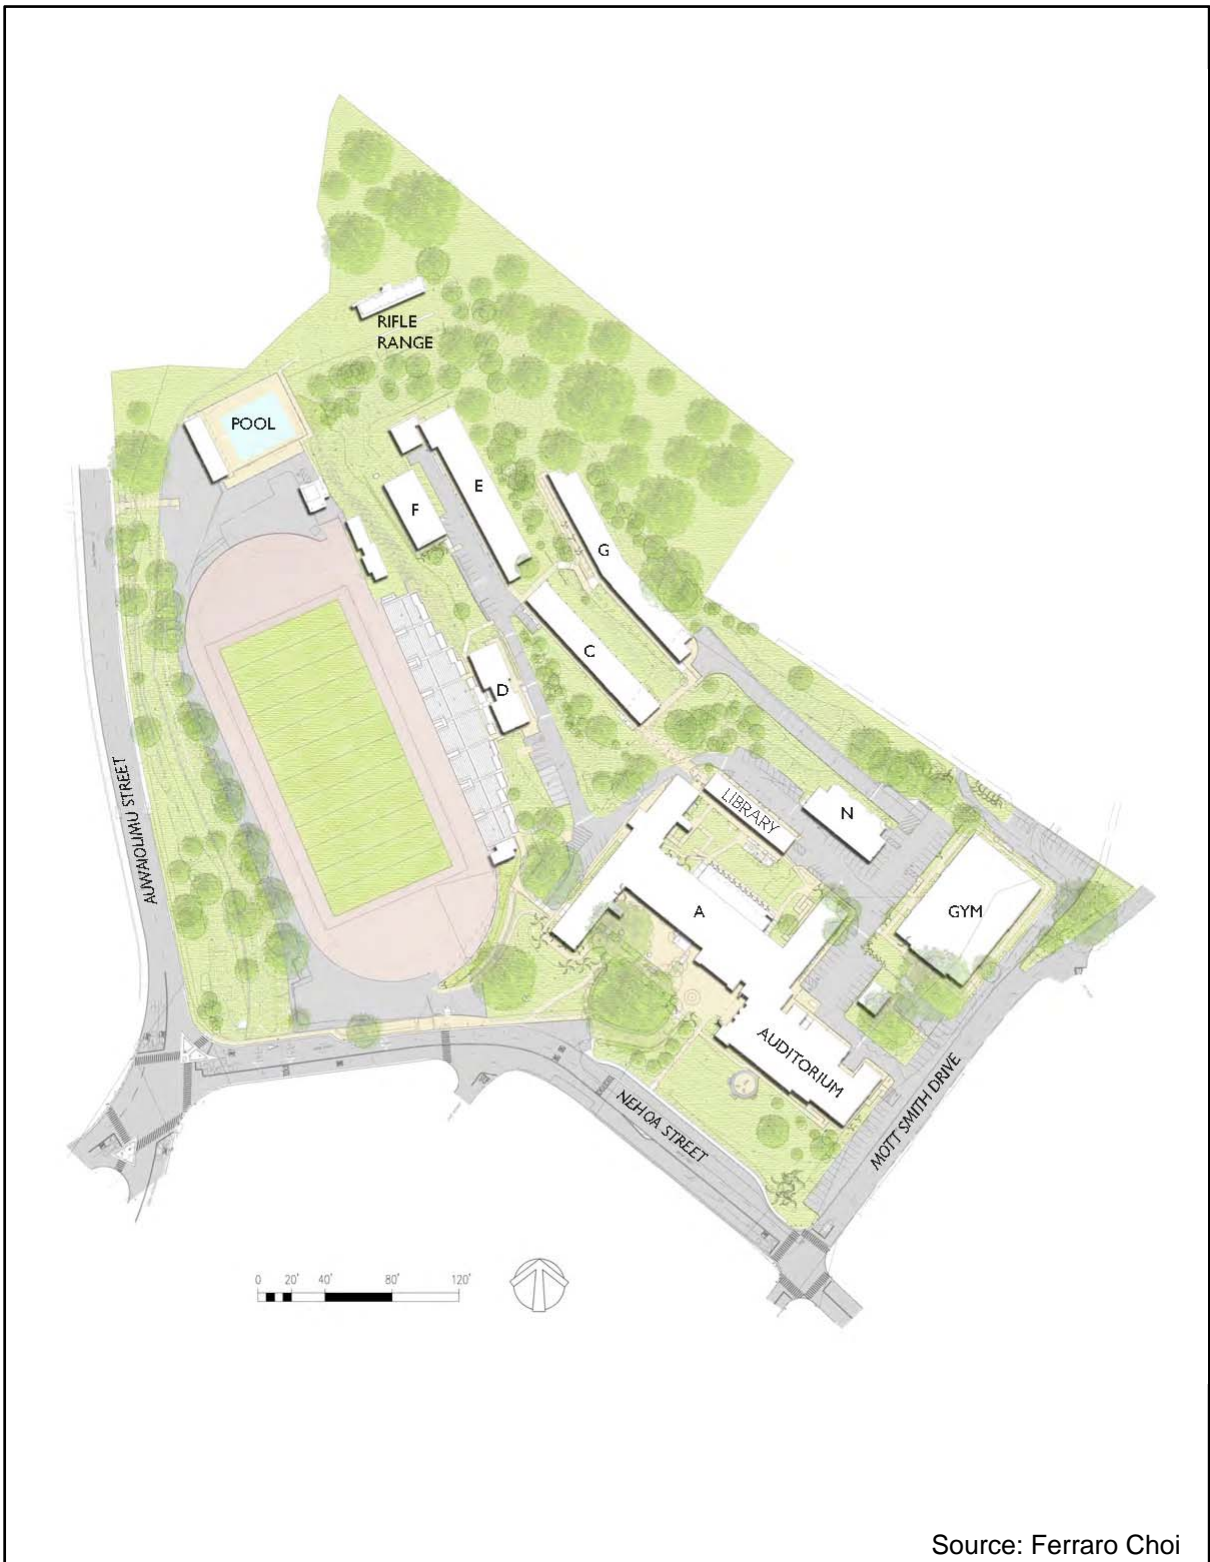 RIFLE
RANGE
POOL
E
F
G
C
D
AUWAIOLIMU STREET
LIBRARY
N
A
GYM
AUDITORIUM
NEHOA STREET
MOTT SMITH DRIVE
0 20' 40' 80' 120'
Source: Ferraro Choi